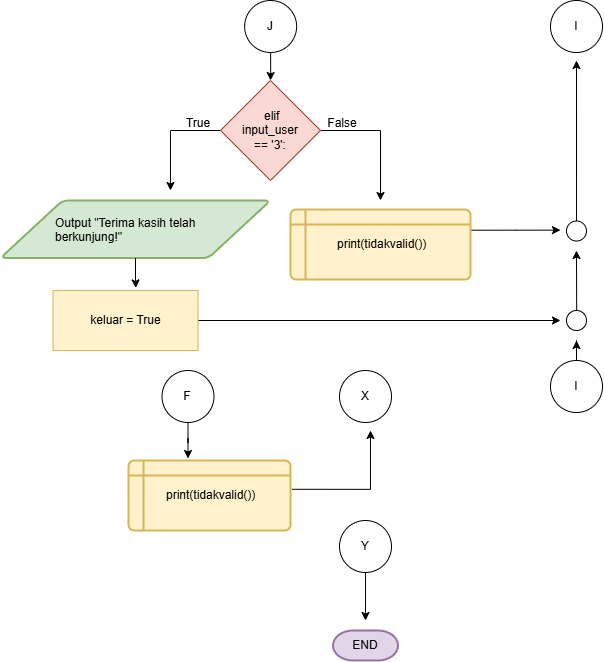 J
I
elif
input_user
== '3':
True
False
Output "Terima kasih telah
berkunjung!"
print(tidakvalid())
keluar = True
I
F
X
print(tidakvalid())
Y
END